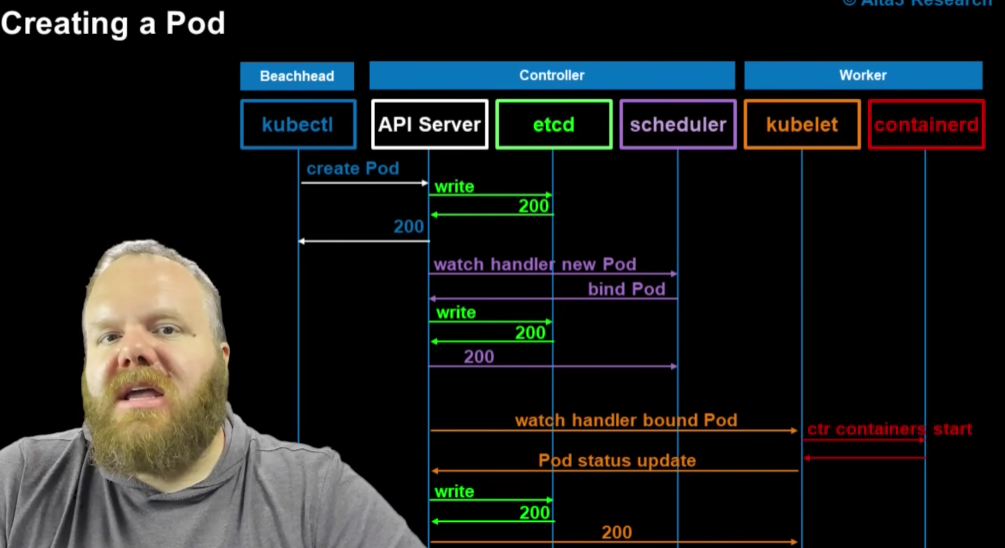 © Alta3 Research
Creating a Pod
Beachhead
Controller
Worker
kubectl
API Server
etcd
scheduler
kubelet
containerd
create Pod
write
200
200
watch handler new Pod
bind Pod
write
200
200
watch handler bound Pod
ctr containers start
Pod status update
write
200
200